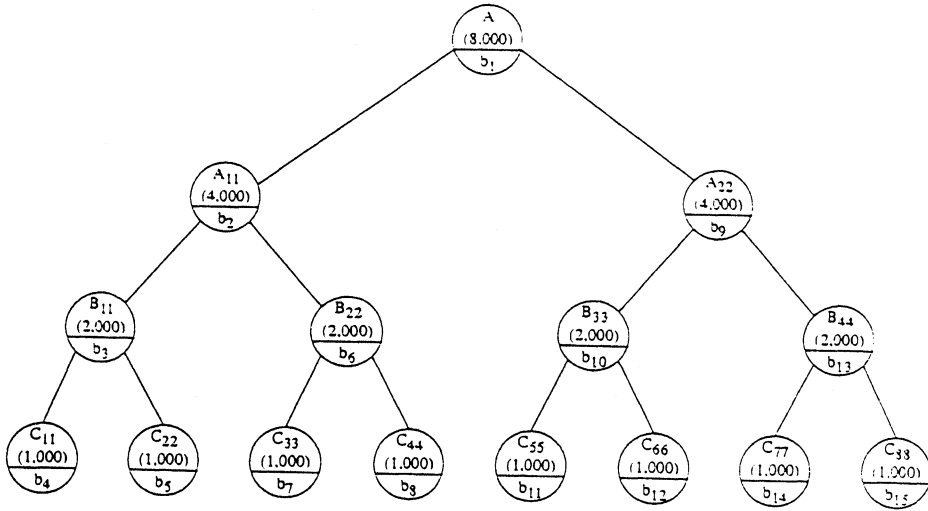 A
(8.000)
b₁
A₁₁
(4.000)
b₂
A₂₂
(4.000)
b₉
B₁₁
(2.000)
b₃
B₂₂
(2.000)
b₆
B₃₃
(2.000)
b₁₀
B₄₄
(2.000)
b₁₃
C₁₁
(1.000)
b₄
C₂₂
(1.000)
b₅
C₃₃
(1.000)
b₇
C₄₄
(1.000)
b₈
C₅₅
(1.000)
b₁₁
C₆₆
(1.000)
b₁₂
C₇₇
(1.000)
b₁₄
C₈₈
(1.000)
b₁₅